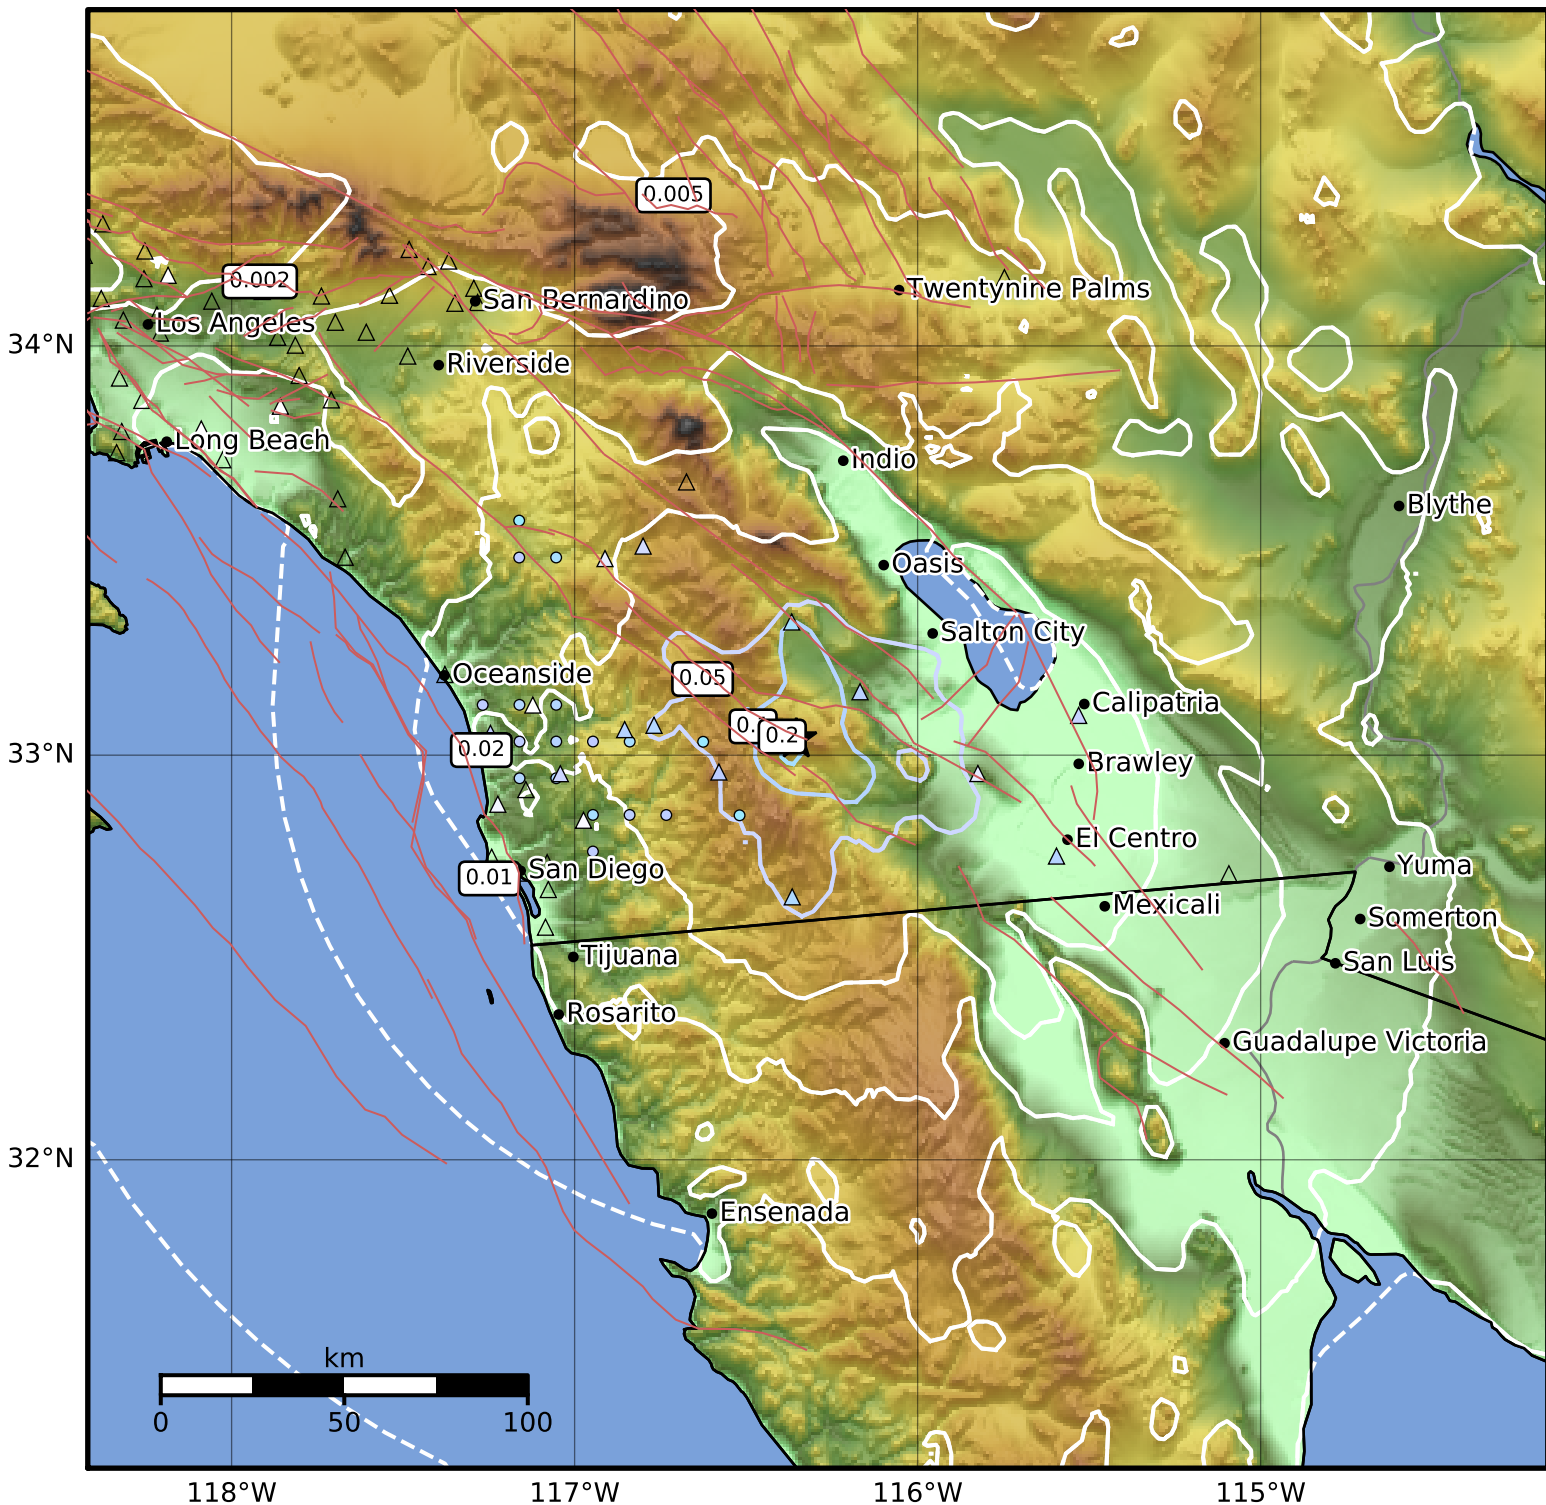 0.005
0.002
Twentynine Palms
San Bernardino
Los Angeles
34°N
Riverside
Long Beach
Indio
Blythe
Oasis
Salton City
Oceanside
0.05
Calipatria
0.2
33°N
0.02
Brawley
El Centro
San Diego
0.01
Yuma
Mexicali
Somerton
Tijuana
San Luis
Rosarito
Guadalupe Victoria
32°N
Ensenada
km
0 50 100
118°W 117°W 116°W 115°W